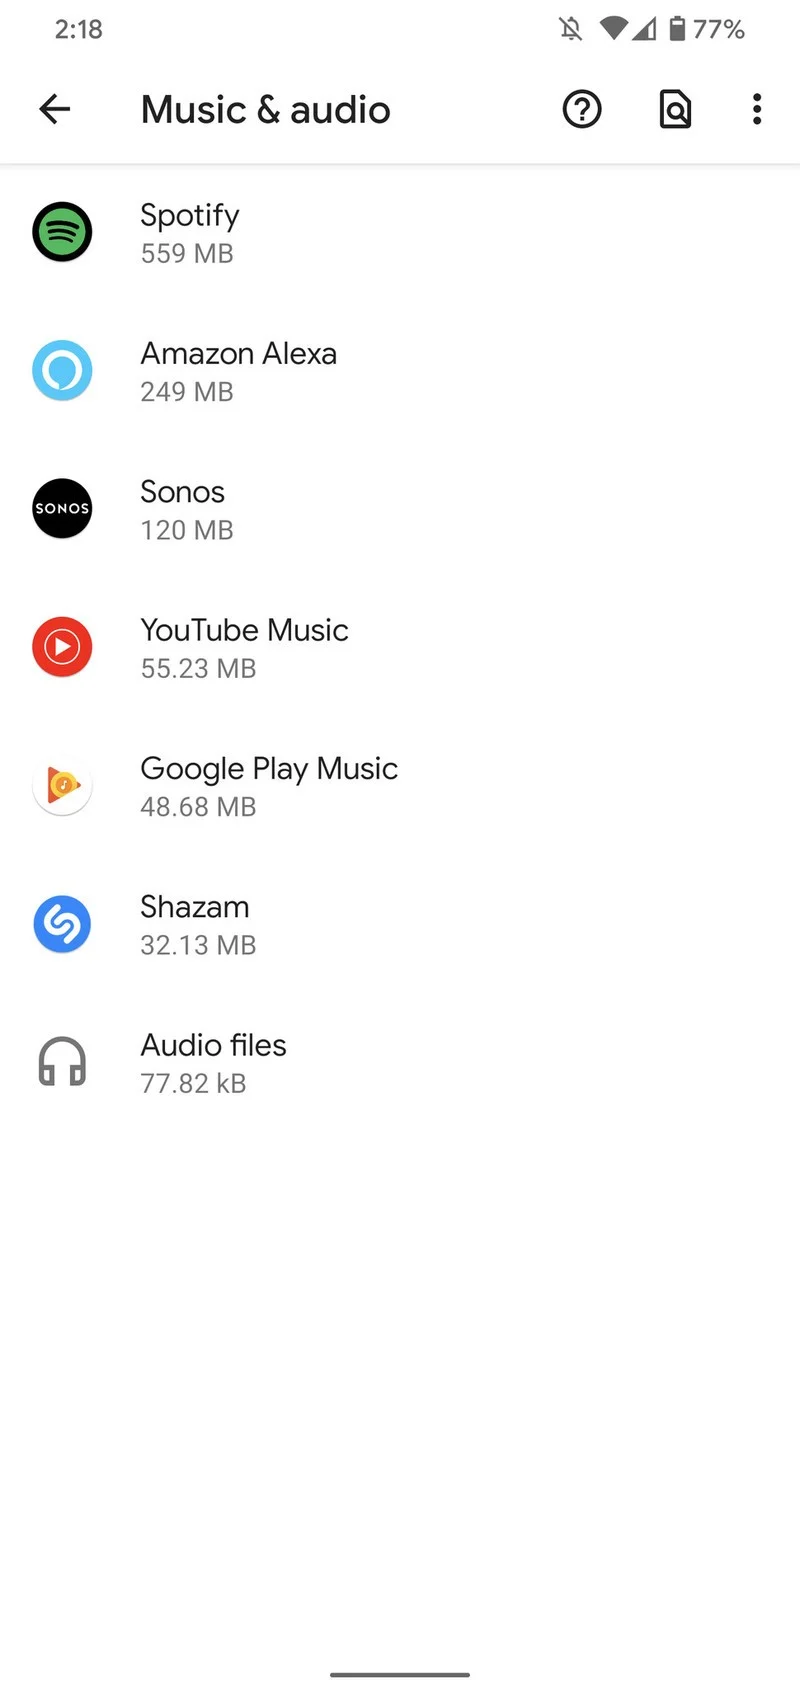 2:18
77%
Music & audio
Spotify
559 MB
Amazon Alexa
249 MB
SONOS
Sonos
120 MB
YouTube Music
55.23 MB
Google Play Music
48.68 MB
Shazam
32.13 MB
Audio files
77.82 kB